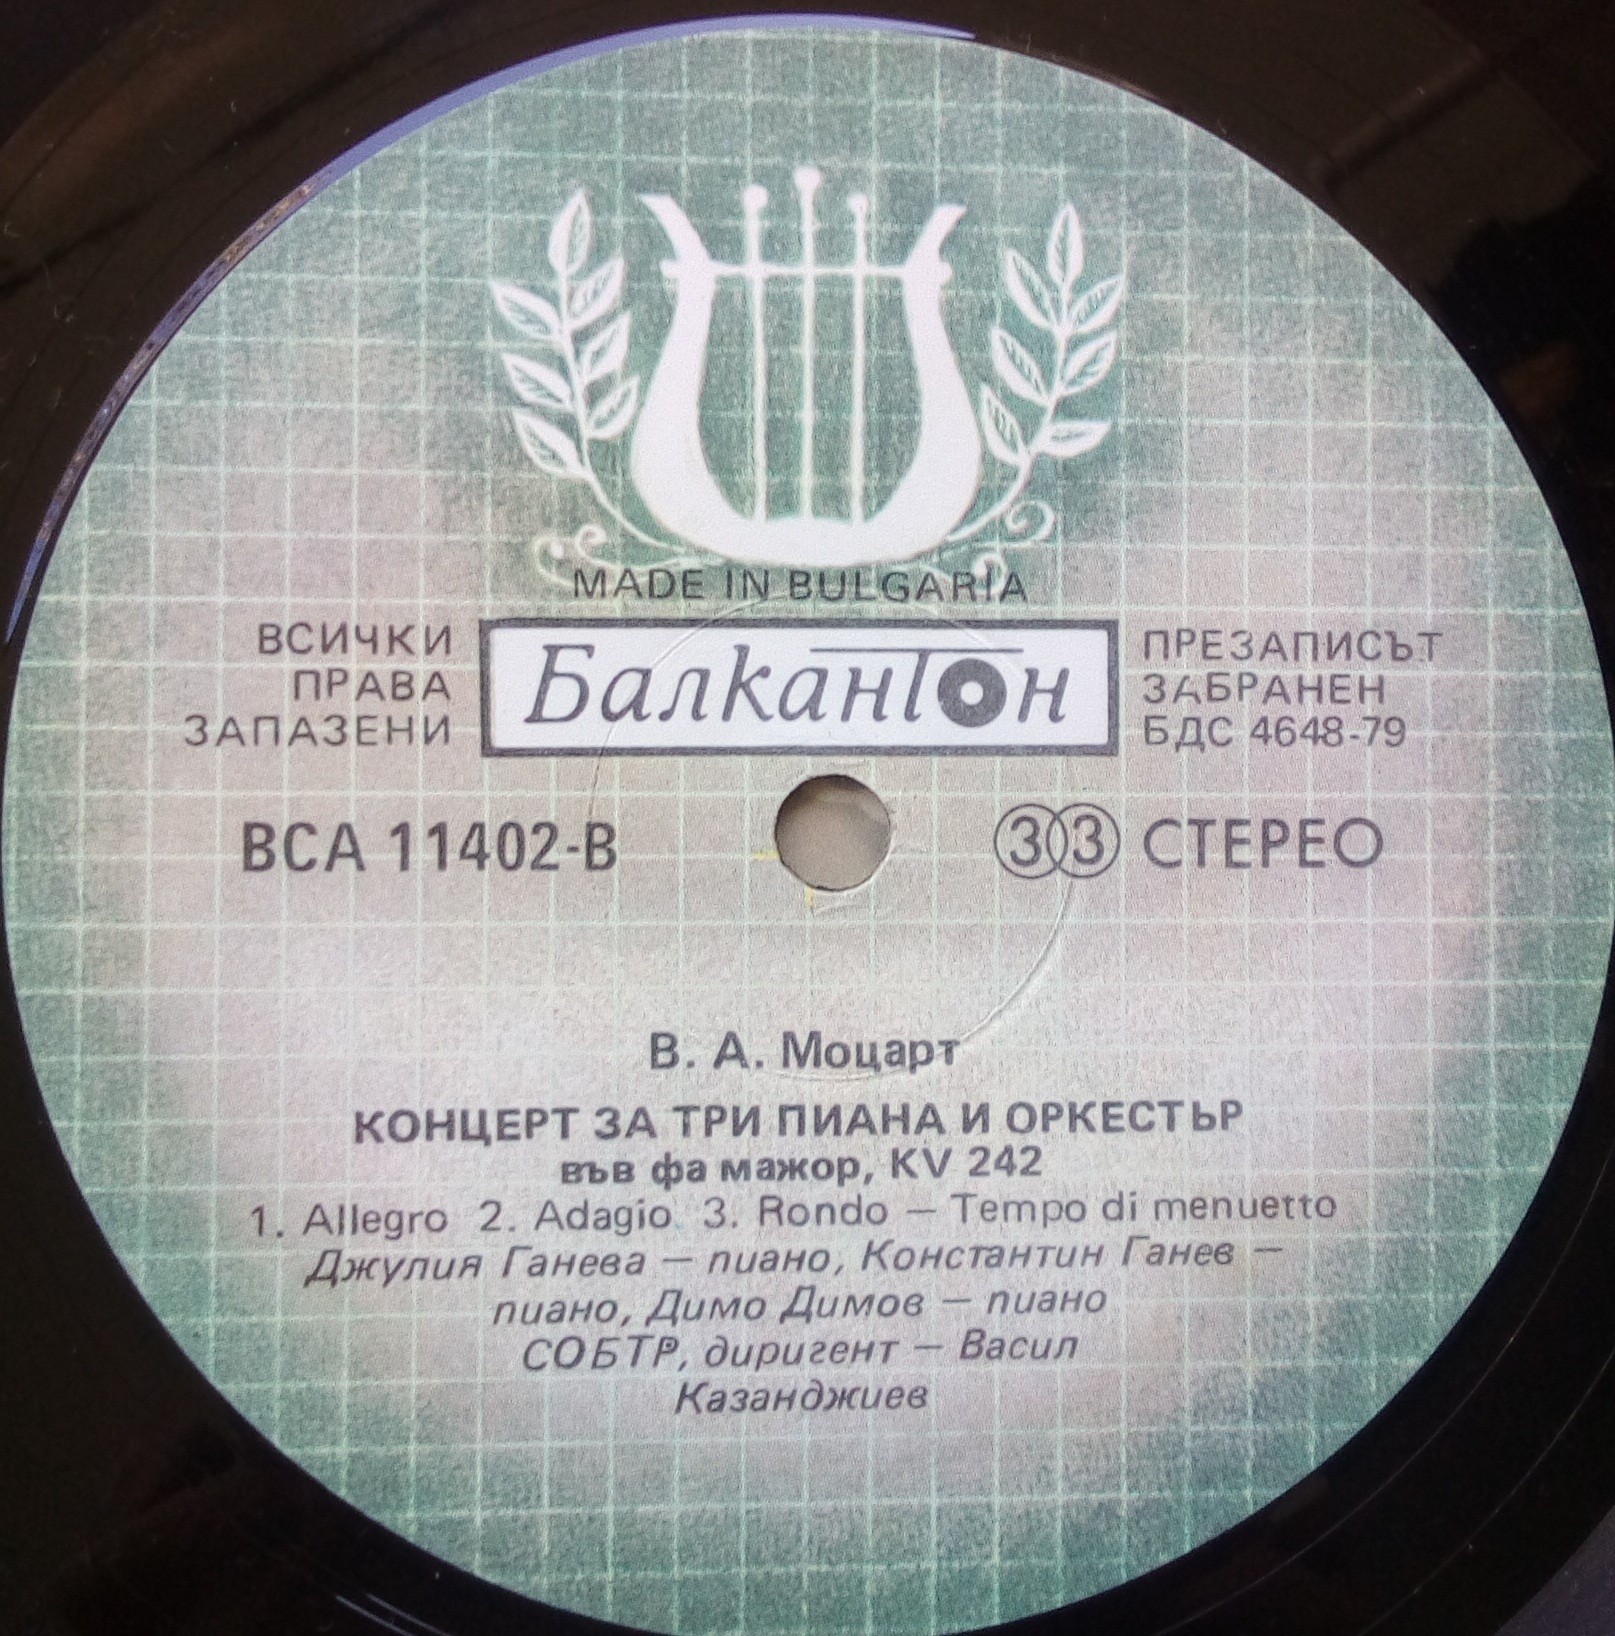 MADE IN BULGARIA
ВСИЧКИ
ПРАВА
ЗАПАЗЕНИ
Балкантон
ПРЕЗАПИСЪТ
ЗАБРАНЕН
БДС 4648-79
ВСА 11402-В
33 СТЕРЕО
В. А. Моцарт
КОНЦЕРТ ЗА ТРИ ПИАНА И ОРКЕСТЪР
във фа мажор, KV 242
1. Allegro 2. Adagio 3. Rondo – Tempo di menuetto
Джулия Ганева – пиано, Константин Ганев –
пиано, Димо Димов – пиано
СОБТР, диригент – Васил
Казанджиев